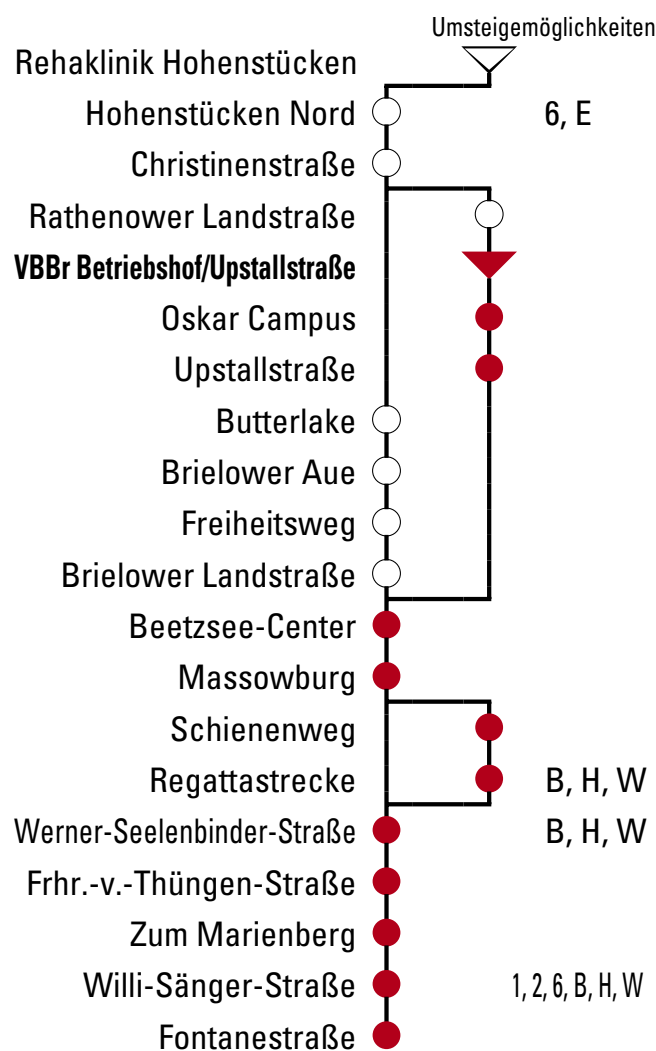 Umsteigemöglichkeiten
Rehaklinik Hohenstücken
Hohenstücken Nord 6, E
Christinenstraße
Rathenower Landstraße
VBBr Betriebshof/Upstallstraße
Oskar Campus
Upstallstraße
Butterlake
Brielower Aue
Freiheitsweg
Brielower Landstraße
Beetzsee-Center
Massowburg
Schienenweg
Regattastrecke B, H, W
Werner-Seelenbinder-Straße B, H, W
Frhr.-v.-Thüngen-Straße
Zum Marienberg
Willi-Sänger-Straße 1, 2, 6, B, H, W
Fontanestraße